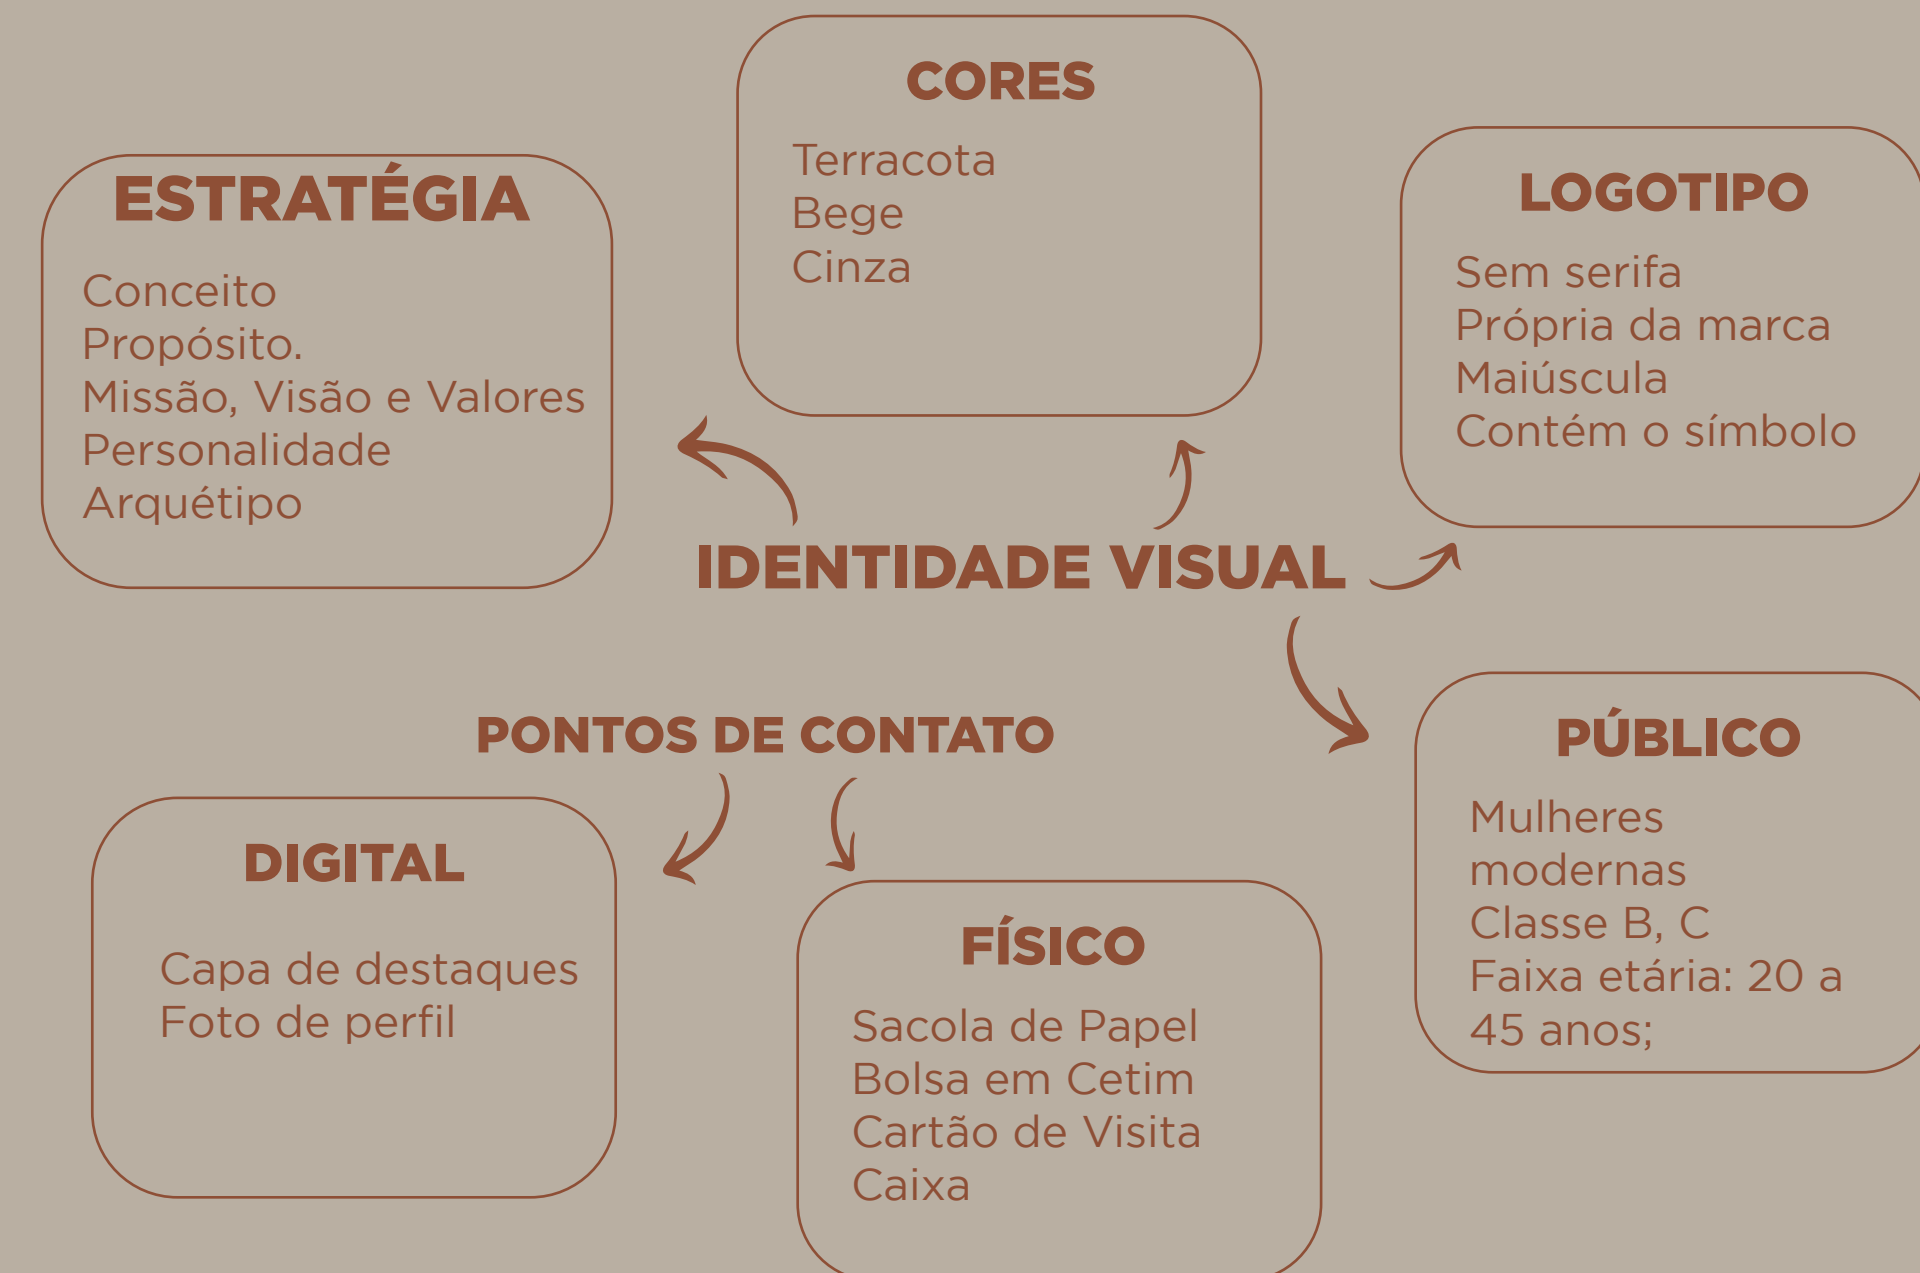 CORES
Terracota
Bege
Cinza
ESTRATÉGIA
Conceito
Propósito.
Missão, Visão e Valores
Personalidade
Arquétipo
LOGOTIPO
Sem serifa
Própria da marca
Maiúscula
Contém o símbolo
IDENTIDADE VISUAL
PÚBLICO
Mulheres
modernas
Classe B, C
Faixa etária: 20 a
45 anos;
PONTOS DE CONTATO
DIGITAL
Capa de destaques
Foto de perfil
FÍSICO
Sacola de Papel
Bolsa em Cetim
Cartão de Visita
Caixa